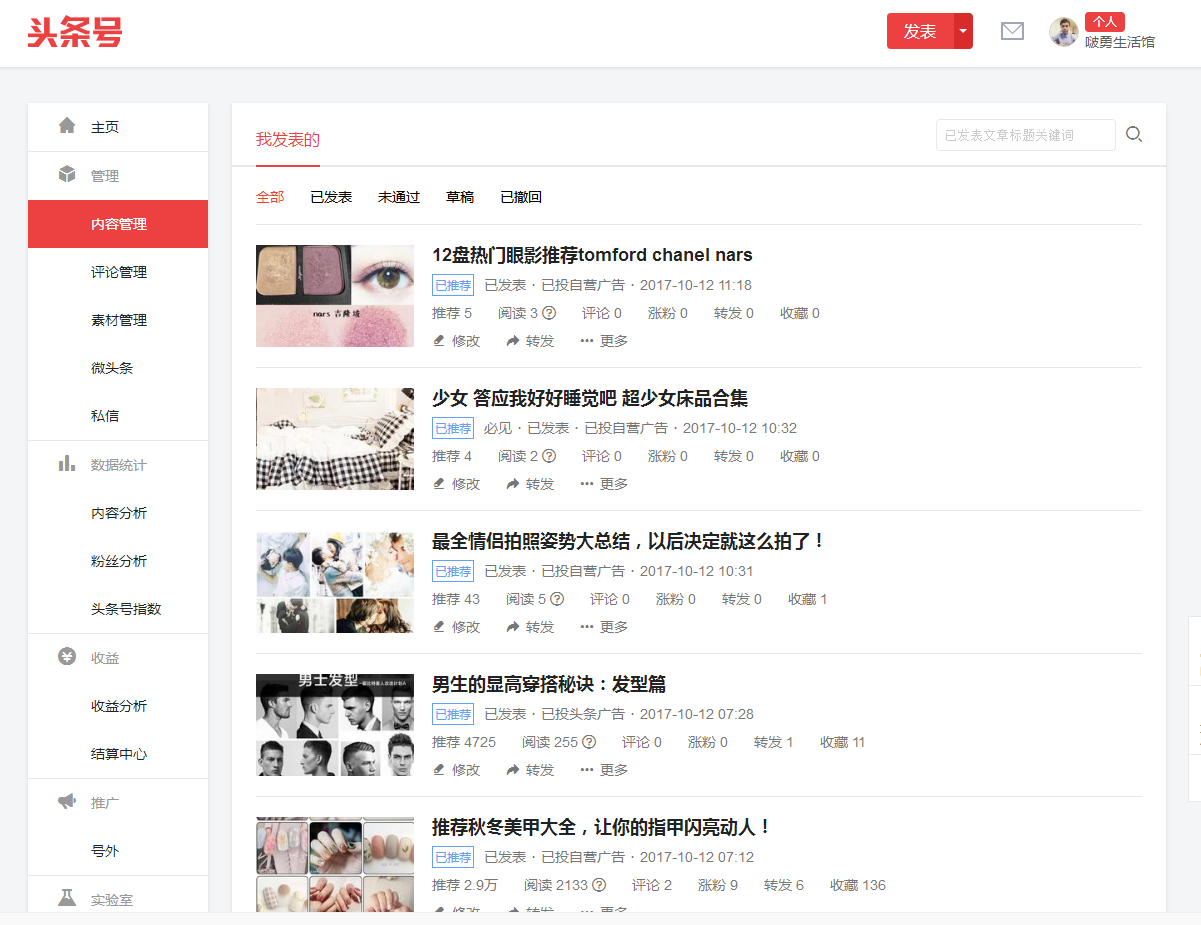 头条号
发表
个人
啵勇生活馆
主页
管理
内容管理
评论管理
素材管理
微头条
私信
数据统计
内容分析
粉丝分析
头条号指数
收益
收益分析
结算中心
推广
号外
实验室
我发表的
已发表文章标题关键词
全部 已发表 未通过 草稿 已撤回
nars 吉隆坡
12盘热门眼影推荐tomford chanel nars
已推荐 已发表 · 已投自营广告 · 2017-10-12 11:18
推荐 5 阅读 3 ? 评论 0 涨粉 0 转发 0 收藏 0
修改 转发 ··· 更多
少女 答应我好好睡觉吧 超少女床品合集
已推荐 必见 · 已发表 · 已投自营广告 · 2017-10-12 10:32
推荐 4 阅读 2 ? 评论 0 涨粉 0 转发 0 收藏 0
修改 转发 ··· 更多
最全情侣拍照姿势大总结，以后决定就这么拍了！
已推荐 已发表 · 已投自营广告 · 2017-10-12 10:31
推荐 43 阅读 5 ? 评论 0 涨粉 0 转发 0 收藏 1
修改 转发 ··· 更多
男士发型
男生的显高穿搭秘诀：发型篇
已推荐 已发表 · 已投头条广告 · 2017-10-12 07:28
推荐 4725 阅读 255 ? 评论 0 涨粉 0 转发 1 收藏 11
修改 转发 ··· 更多
推荐秋冬美甲大全，让你的指甲闪亮动人！
已推荐 已发表 · 已投自营广告 · 2017-10-12 07:12
推荐 2.9万 阅读 2133 ? 评论 2 涨粉 9 转发 6 收藏 136
修改 转发 ··· 更多